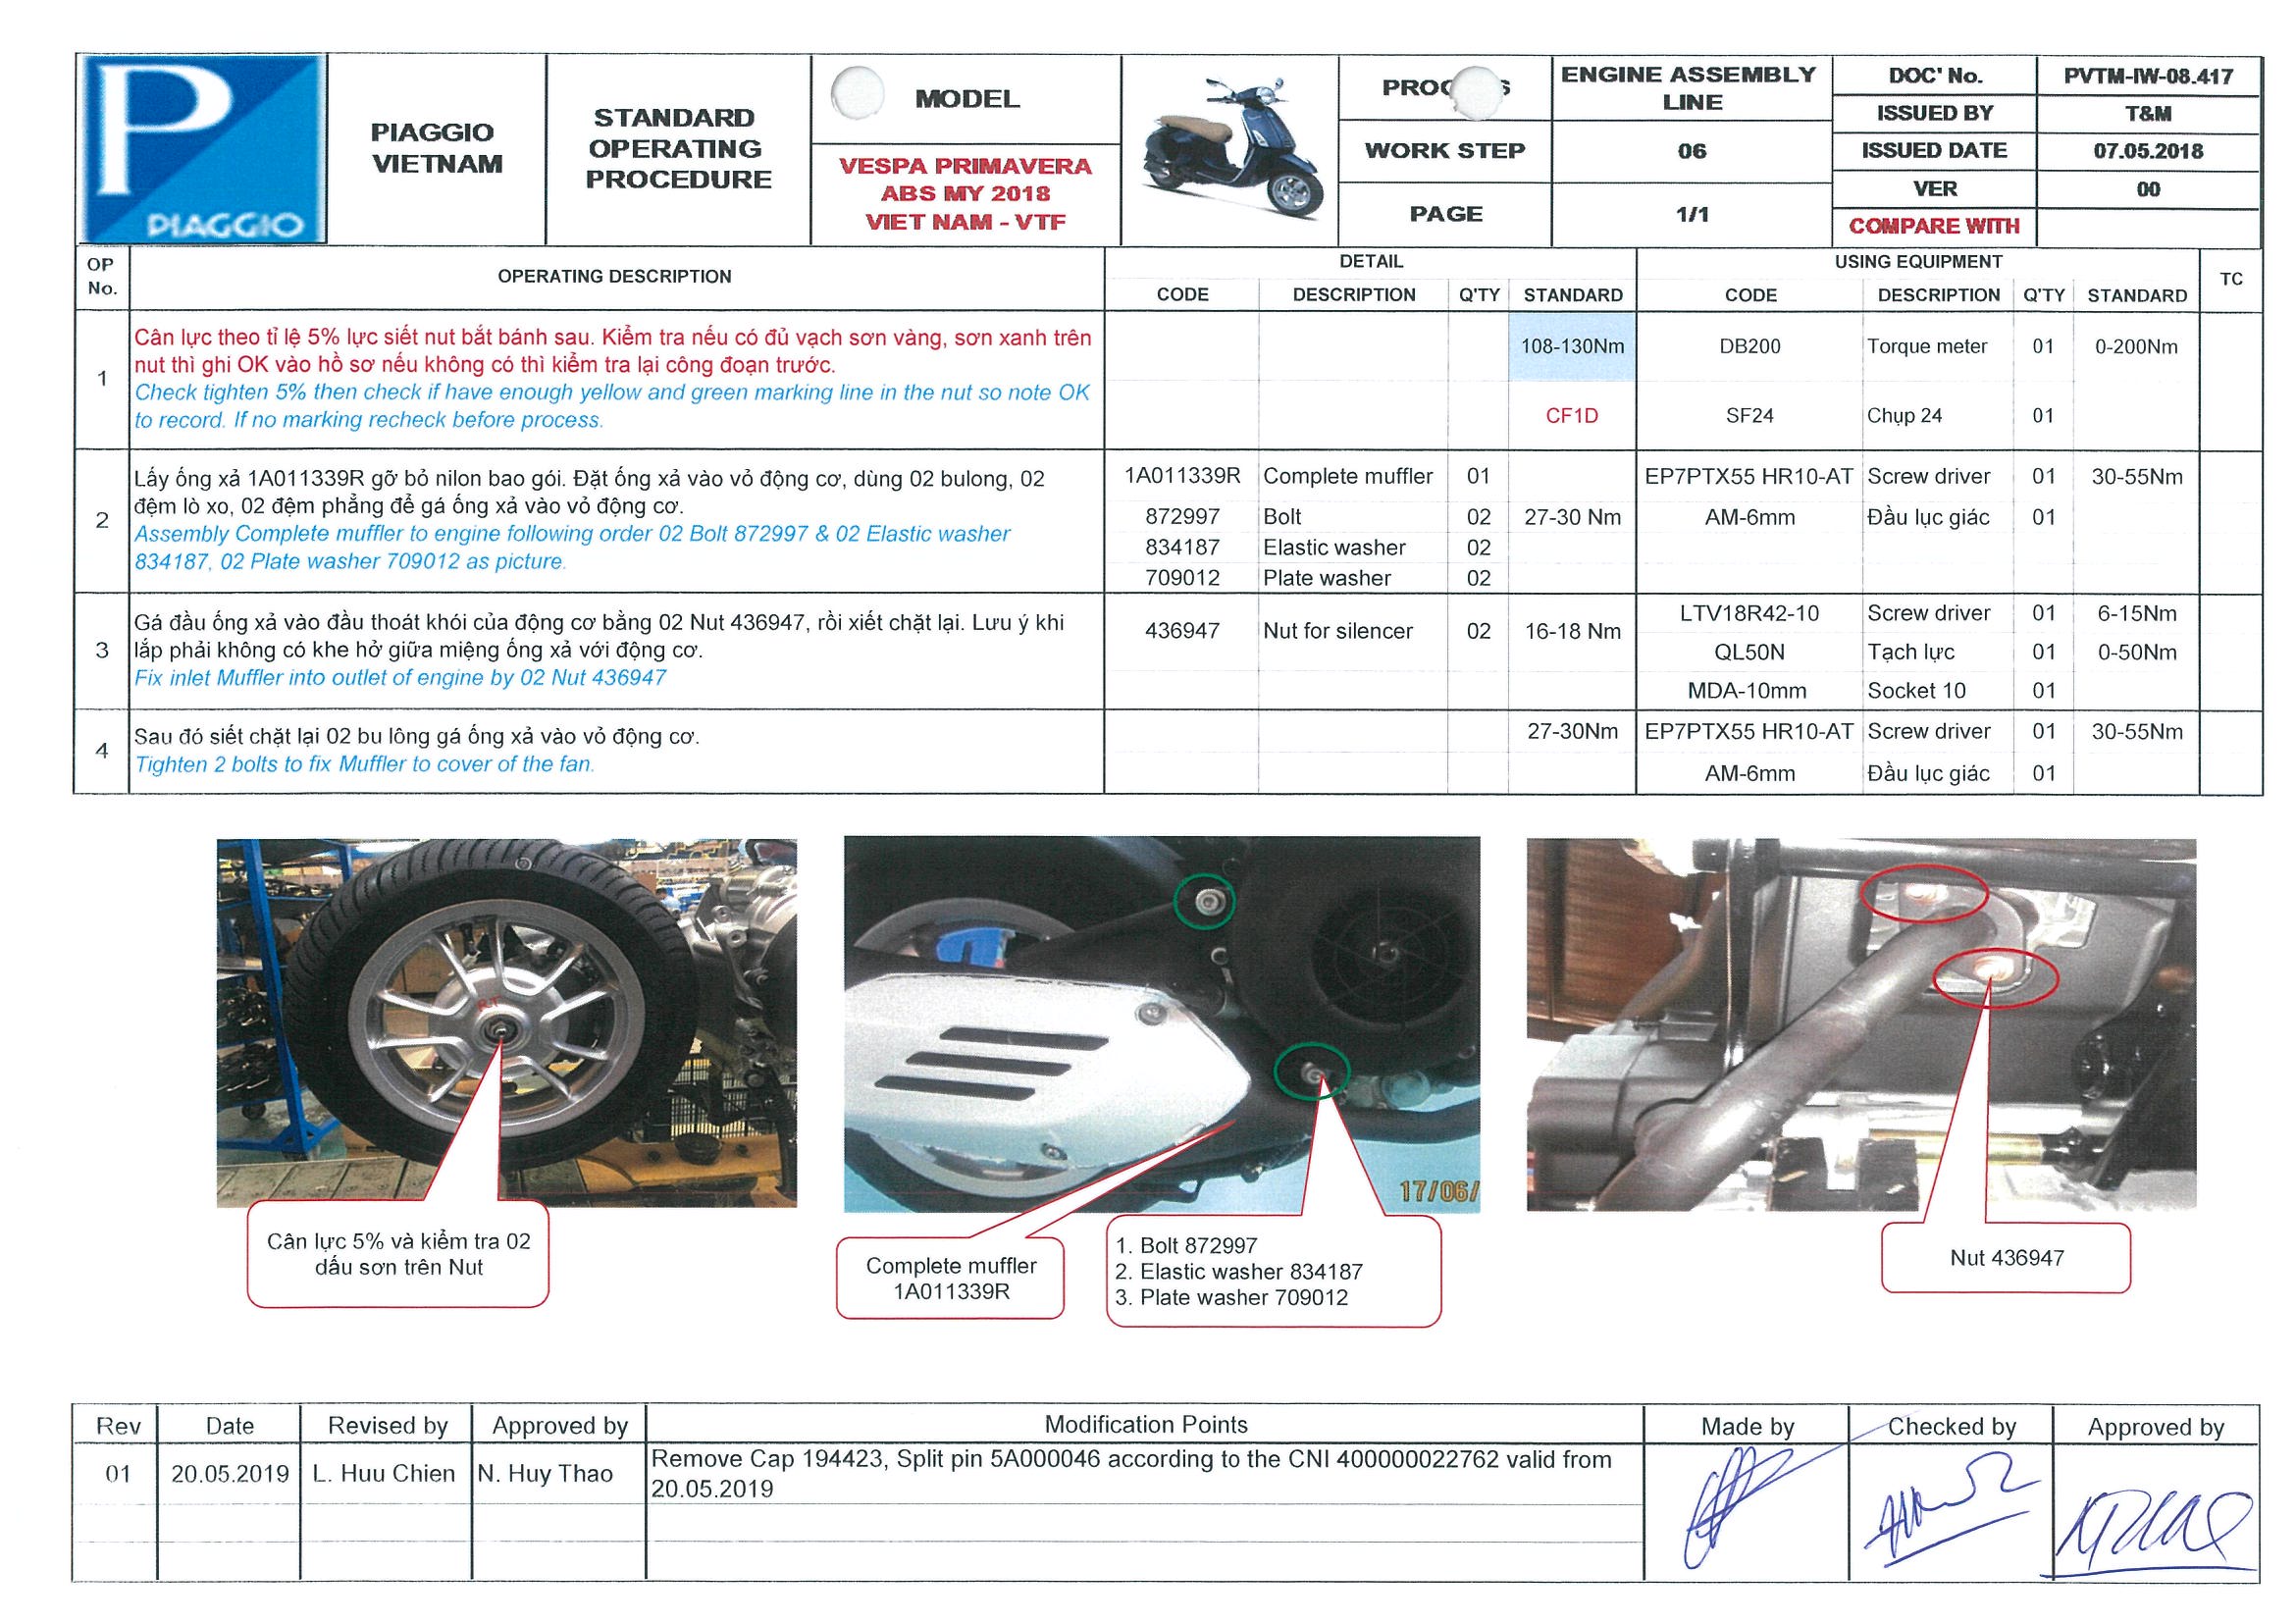 P
PIAGGIO
PIAGGIO
VIETNAM
STANDARD
OPERATING
PROCEDURE
MODEL
VESPA PRIMAVERA
ABS MY 2018
VIET NAM - VTF
ENGINE ASSEMBLY
LINE
WORK STEP
06
PAGE
1/1
DOC' No.
PVTM-IW-08.417
ISSUED BY
T&M
ISSUED DATE
07.05.2018
VER
00
COMPARE WITH
OP
No.
OPERATING DESCRIPTION
DETAIL
USING EQUIPMENT
TC
CODE DESCRIPTION Q'TY STANDARD CODE DESCRIPTION Q'TY STANDARD
1
Cân lực theo tỉ lệ 5% lực siết nut bắt bánh sau. Kiểm tra nếu có đủ vạch sơn vàng, sơn xanh trên
nut thì ghi OK vào hồ sơ nếu không có thì kiểm tra lại công đoạn trước.
Check tighten 5% then check if have enough yellow and green marking line in the nut so note OK
to record. If no marking recheck before process.
108-130Nm DB200 Torque meter 01 0-200Nm
CF1D SF24 Chụp 24 01
2
Lấy ống xả 1A011339R gỡ bỏ nilon bao gói. Đặt ống xả vào vỏ động cơ, dùng 02 bulong, 02
đệm lò xo, 02 đệm phẳng để gá ống xả vào vỏ động cơ.
Assembly Complete muffler to engine following order 02 Bolt 872997 & 02 Elastic washer
834187, 02 Plate washer 709012 as picture.
1A011339R Complete muffler 01 EP7PTX55 HR10-AT Screw driver 01 30-55Nm
872997 Bolt 02 27-30 Nm AM-6mm Đầu lục giác 01
834187 Elastic washer 02
709012 Plate washer 02
3
Gá đầu ống xả vào đầu thoát khói của động cơ bằng 02 Nut 436947, rồi xiết chặt lại. Lưu ý khi
lắp phải không có khe hở giữa miệng ống xả với động cơ.
Fix inlet Muffler into outlet of engine by 02 Nut 436947
436947 Nut for silencer 02 16-18 Nm
LTV18R42-10 Screw driver 01 6-15Nm
QL50N Tạch lực 01 0-50Nm
MDA-10mm Socket 10 01
4
Sau đó siết chặt lại 02 bu lông gá ống xả vào vỏ động cơ.
Tighten 2 bolts to fix Muffler to cover of the fan.
27-30Nm EP7PTX55 HR10-AT Screw driver 01 30-55Nm
AM-6mm Đầu lục giác 01
17/06/
Cân lực 5% và kiểm tra 02
dấu sơn trên Nut
Complete muffler
1A011339R
1. Bolt 872997
2. Elastic washer 834187
3. Plate washer 709012
Nut 436947
Rev Date Revised by Approved by Modification Points Made by Checked by Approved by
01 20.05.2019 L. Huu Chien N. Huy Thao
Remove Cap 194423, Split pin 5A000046 according to the CNI 400000022762 valid from
20.05.2019